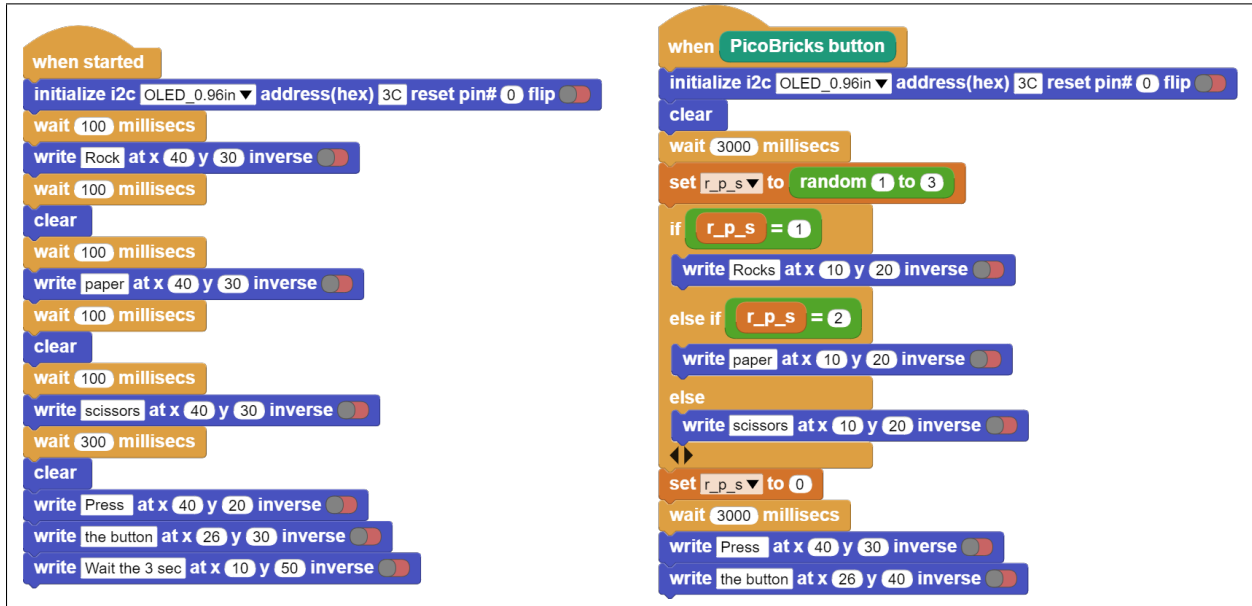 when started
initialize i2c OLED_0.96in address(hex) 3C reset pin# 0 flip
wait 100 millisecs
write Rock at x 40 y 30 inverse
wait 100 millisecs
clear
wait 100 millisecs
write paper at x 40 y 30 inverse
wait 100 millisecs
clear
wait 100 millisecs
write scissors at x 40 y 30 inverse
wait 300 millisecs
clear
write Press at x 40 y 20 inverse
write the button at x 26 y 30 inverse
write Wait the 3 sec at x 10 y 50 inverse
when PicoBricks button
initialize i2c OLED_0.96in address(hex) 3C reset pin# 0 flip
clear
wait 3000 millisecs
set r_p_s to random 1 to 3
if r_p_s = 1
write Rocks at x 10 y 20 inverse
else if r_p_s = 2
write paper at x 10 y 20 inverse
else
write scissors at x 10 y 20 inverse
set r_p_s to 0
wait 3000 millisecs
write Press at x 40 y 30 inverse
write the button at x 26 y 40 inverse